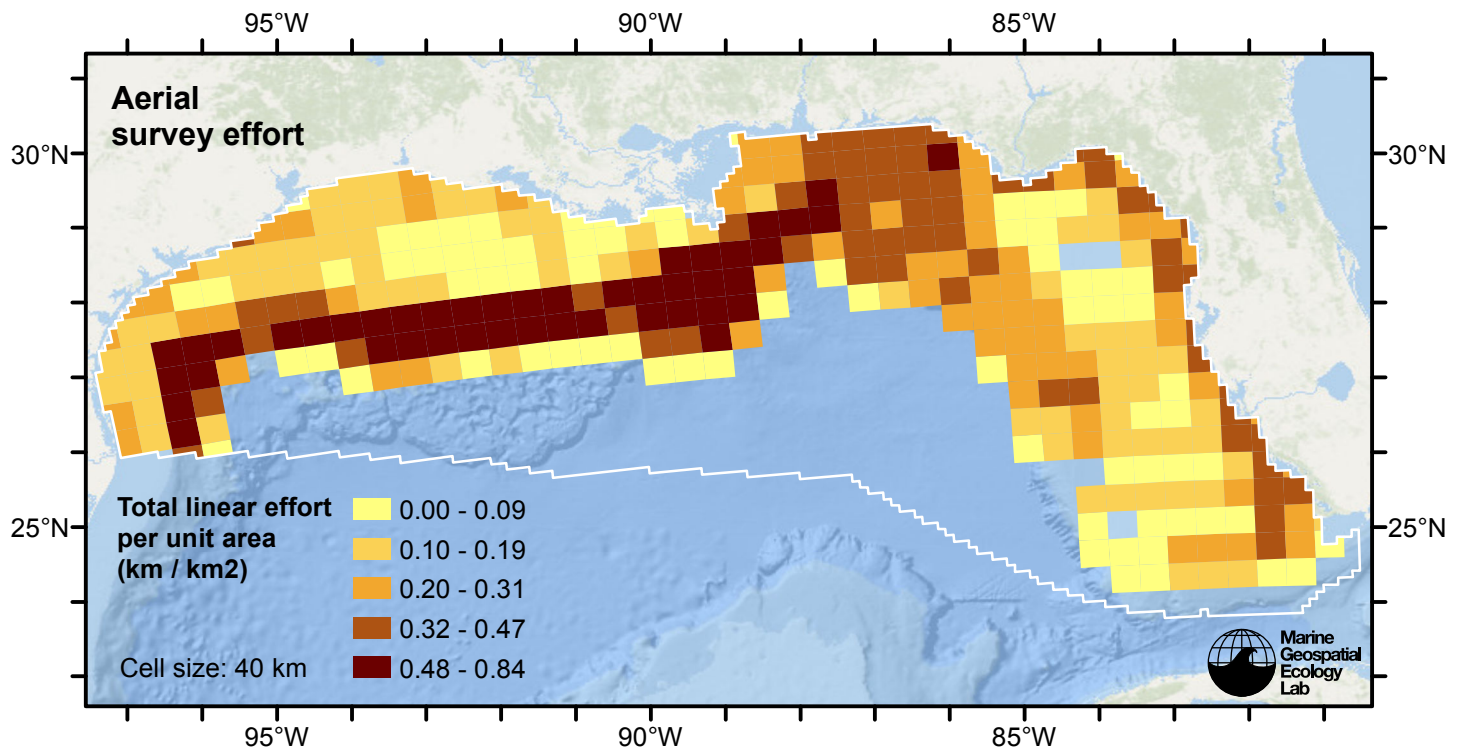 95°W 90°W 85°W
Aerial
survey effort
30°N 30°N
25°N 25°N
Total linear effort
per unit area
(km / km2)
0.00 - 0.09
0.10 - 0.19
0.20 - 0.31
0.32 - 0.47
0.48 - 0.84
Cell size: 40 km
Marine
Geospatial
Ecology
Lab
95°W 90°W 85°W